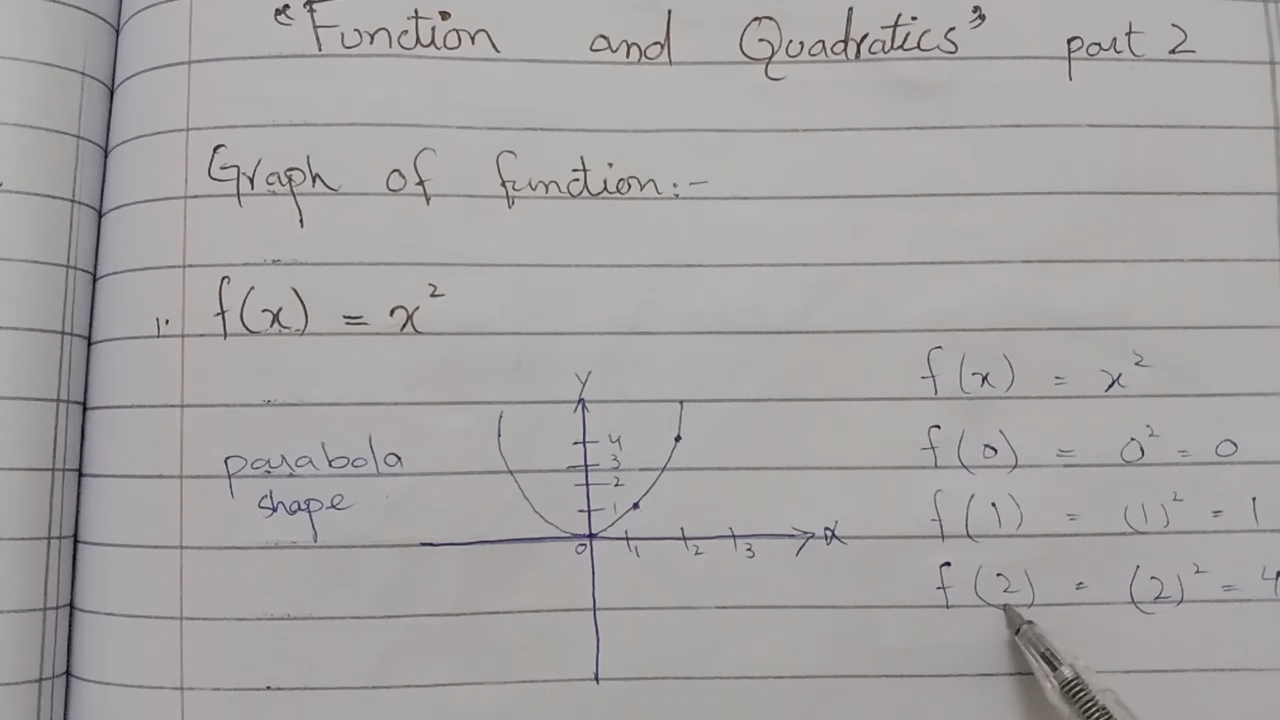 "Function and Quadratics" part 2
Graph of function:-
1. f(x) = x²
f(x) = x²
f(0) = 0² = 0
f(1) = (1)² = 1
f(2) = (2)² = 4
parabola
shape
Y
4
3
2
1
0 1 2 3 x